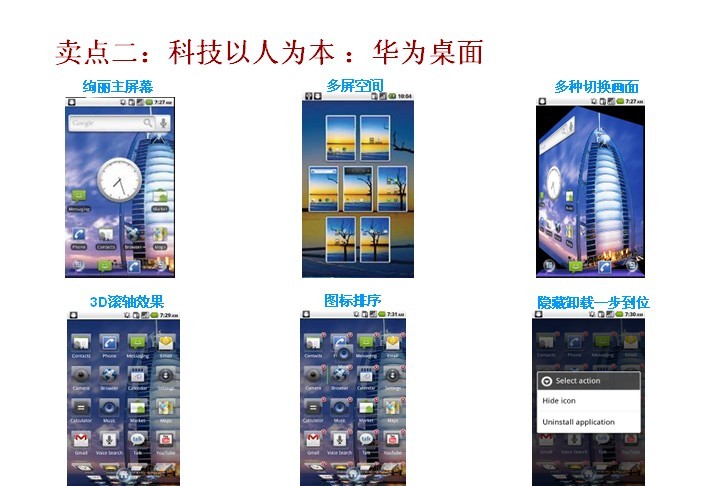 卖点二：科技以人为本：华为桌面
绚丽主屏幕
多屏空间
多种切换画面
7:27 AM
10:04
7:27 AM
Google
Messaging
Market
Phone
Contacts
Browser
Maps
3D滚轴效果
图标排序
隐藏卸载一步到位
7:29 AM
7:31 AM
7:30 AM
Contacts Phone Messaging Email
Camera Browser Calendar Settings
Calculator Music Market Maps
Gmail Voice Search Talk YouTube
Contacts Phone Messaging Email
Camera Browser Calendar Settings
Calculator Music Market Maps
Gmail Voice Search Talk YouTube
Select action
Hide icon
Uninstall application